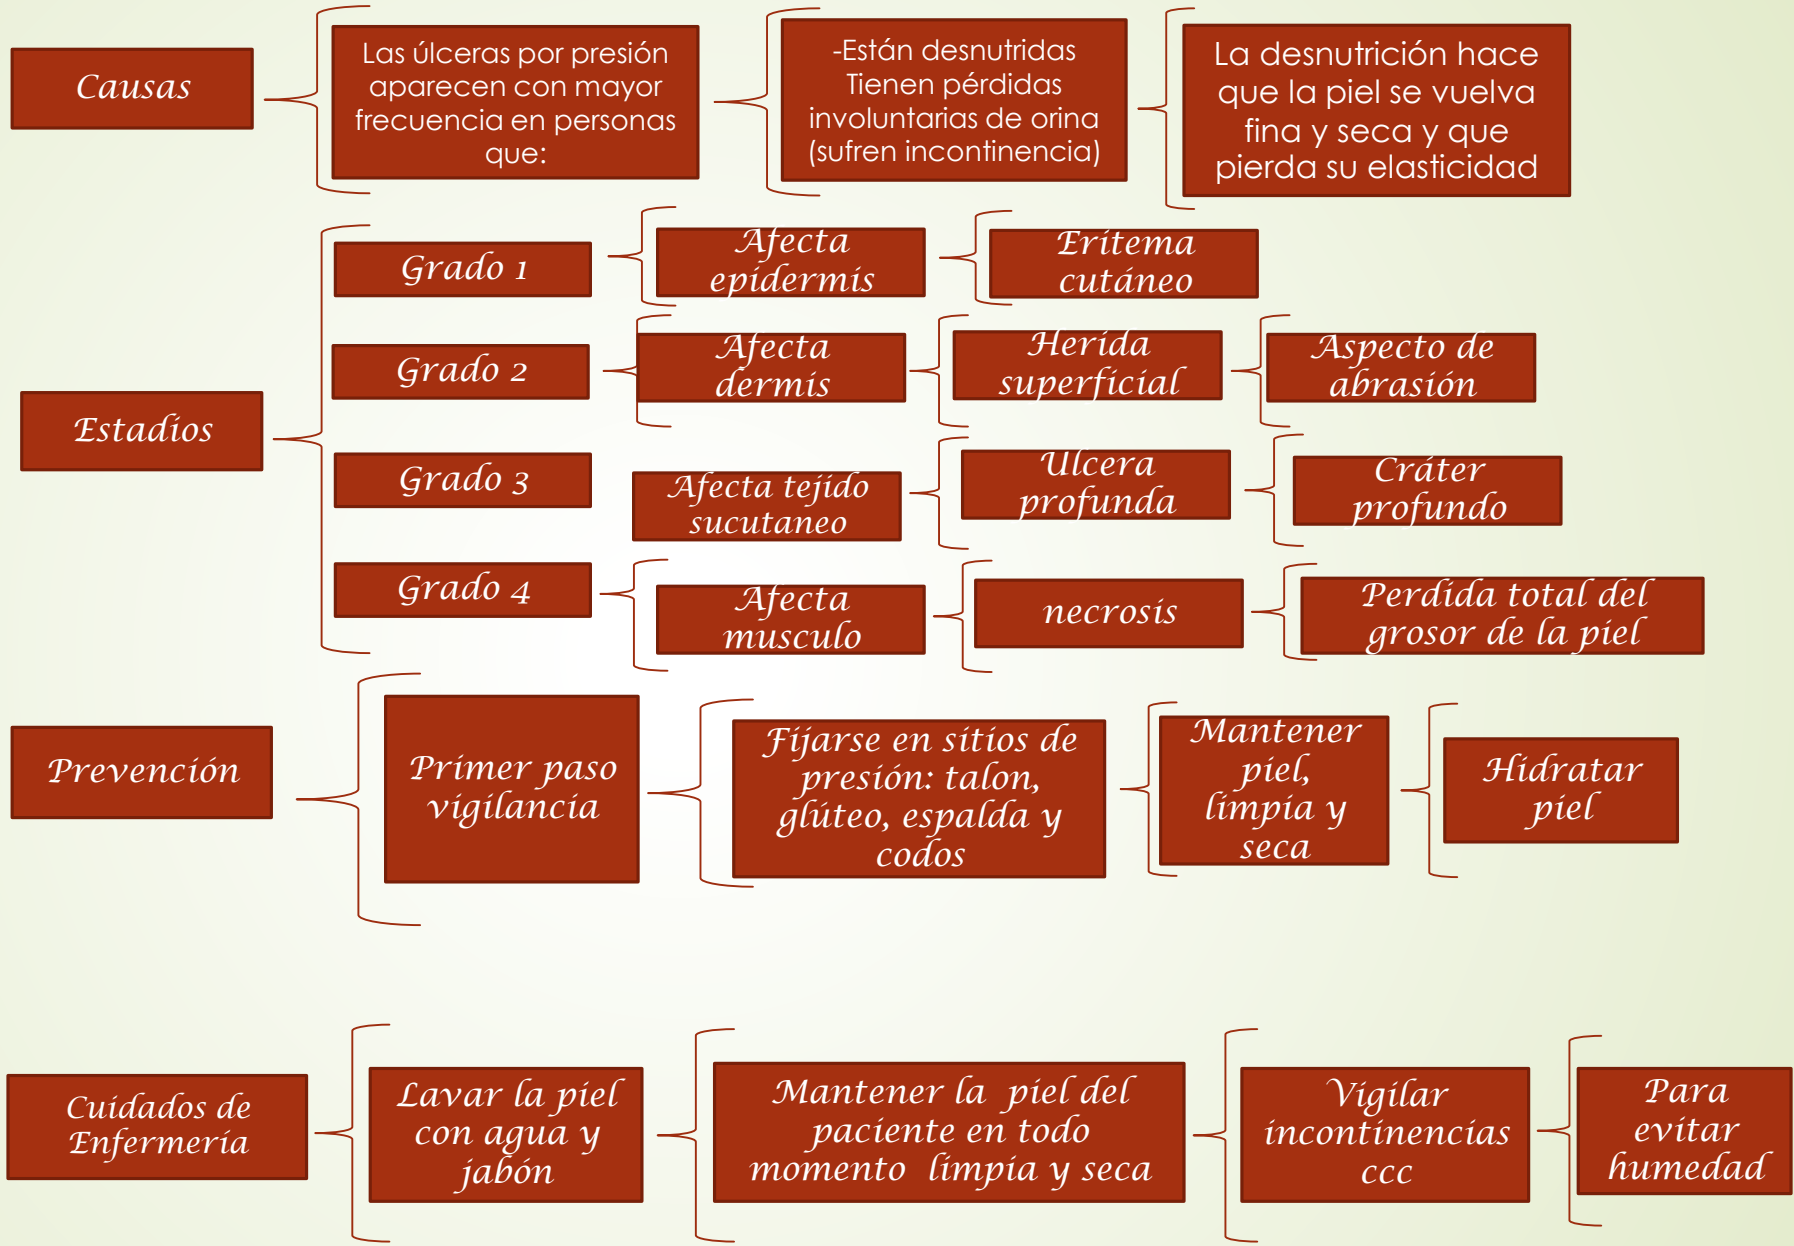 Causas
Las úlceras por presión
aparecen con mayor
frecuencia en personas
que:
-Están desnutridas
Tienen pérdidas
involuntarias de orina
(sufren incontinencia)
La desnutrición hace
que la piel se vuelva
fina y seca y que
pierda su elasticidad
Estadios
Grado 1
Afecta
epidermis
Eritema
cutáneo
Grado 2
Afecta
dermis
Herida
superficial
Aspecto de
abrasión
Grado 3
Afecta tejido
sucutaneo
Ulcera
profunda
Cráter
profundo
Grado 4
Afecta
musculo
necrosis
Perdida total del
grosor de la piel
Prevención
Primer paso
vigilancia
Fijarse en sitios de
presión: talon,
glúteo, espalda y
codos
Mantener
piel,
limpia y
seca
Hidratar
piel
Cuidados de
Enfermería
Lavar la piel
con agua y
jabón
Mantener la piel del
paciente en todo
momento limpia y seca
Vigilar
incontinencias
ccc
Para
evitar
humedad